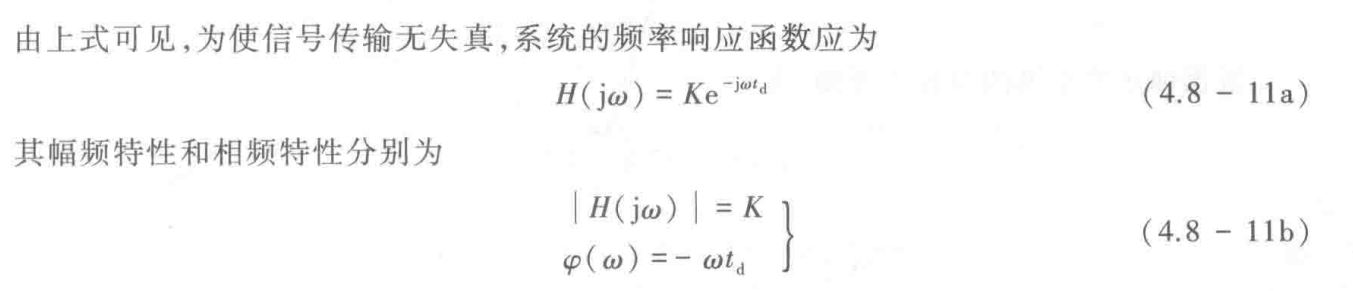 由上式可见,为使信号传输无失真,系统的频率响应函数应为
H(jω) = Ke^{-jωt_d} (4.8 - 11a)
其幅频特性和相频特性分别为
|H(jω)| = K
φ(ω) = - ωt_d } (4.8 - 11b)